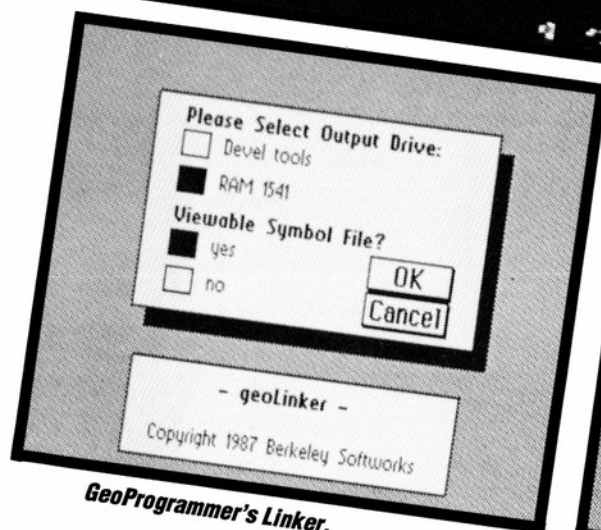 Please Select Output Drive:
Devel tools
RAM 1541
Viewable Symbol File?
yes
no
OK
Cancel
- geoLinker -
Copyright 1987 Berkeley Softworks
GeoProgrammer's Linker.